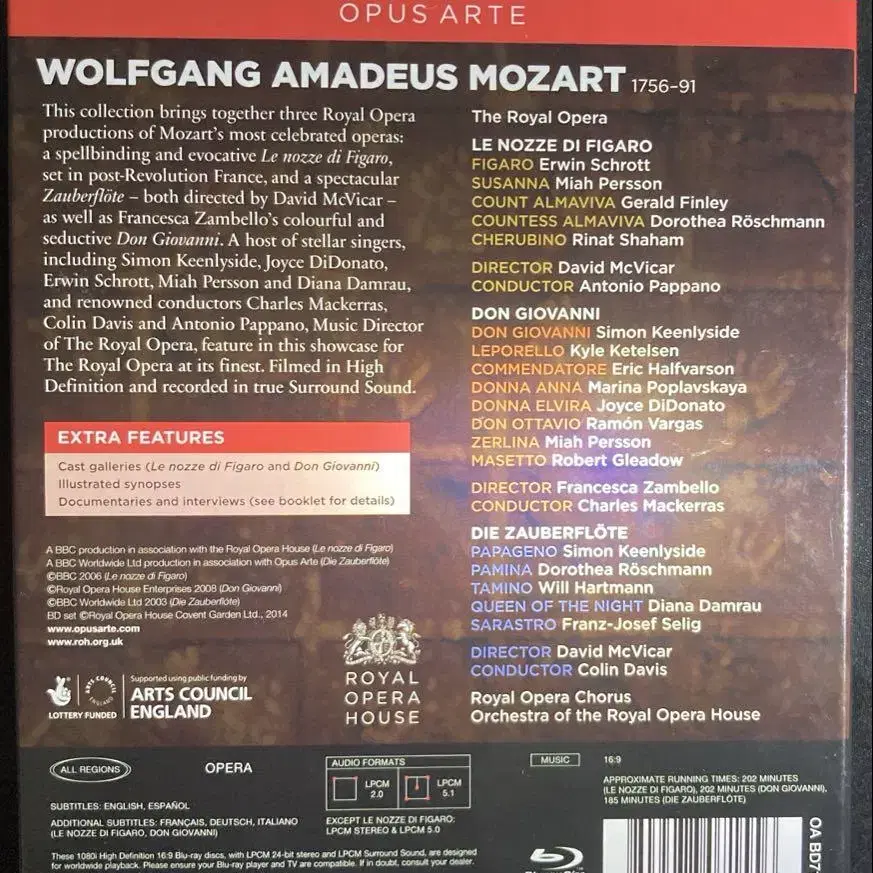 OPUS ARTE
WOLFGANG AMADEUS MOZART 1756–91
This collection brings together three Royal Opera
productions of Mozart's most celebrated operas:
a spellbinding and evocative Le nozze di Figaro,
set in post-Revolution France, and a spectacular
Zauberflöte – both directed by David McVicar –
as well as Francesca Zambello's colourful and
seductive Don Giovanni. A host of stellar singers,
including Simon Keenlyside, Joyce DiDonato,
Erwin Schrott, Miah Persson and Diana Damrau,
and renowned conductors Charles Mackerras,
Colin Davis and Antonio Pappano, Music Director
of The Royal Opera, feature in this showcase for
The Royal Opera at its finest. Filmed in High
Definition and recorded in true Surround Sound.
EXTRA FEATURES
Cast galleries (Le nozze di Figaro and Don Giovanni)
Illustrated synopses
Documentaries and interviews (see booklet for details)
A BBC production in association with the Royal Opera House (Le nozze di Figaro)
A BBC Worldwide Ltd production in association with Opus Arte (Die Zauberflöte)
©BBC 2006 (Le nozze di Figaro)
©Royal Opera House Enterprises 2008 (Don Giovanni)
©BBC Worldwide Ltd 2003 (Die Zauberflöte)
BD set ©Royal Opera House Covent Garden Ltd., 2014
www.opusarte.com
www.roh.org.uk
LOTTERY FUNDED
ARTS COUNCIL
ENGLAND
Supported using public funding by
ARTS COUNCIL
ENGLAND
ROYAL
OPERA
HOUSE
The Royal Opera
LE NOZZE DI FIGARO
FIGARO Erwin Schrott
SUSANNA Miah Persson
COUNT ALMAVIVA Gerald Finley
COUNTESS ALMAVIVA Dorothea Röschmann
CHERUBINO Rinat Shaham
DIRECTOR David McVicar
CONDUCTOR Antonio Pappano
DON GIOVANNI
DON GIOVANNI Simon Keenlyside
LEPORELLO Kyle Ketelsen
COMMENDATORE Eric Halfvarson
DONNA ANNA Marina Poplavskaya
DONNA ELVIRA Joyce DiDonato
DON OTTAVIO Ramón Vargas
ZERLINA Miah Persson
MASETTO Robert Gleadow
DIRECTOR Francesca Zambello
CONDUCTOR Charles Mackerras
DIE ZAUBERFLÖTE
PAPAGENO Simon Keenlyside
PAMINA Dorothea Röschmann
TAMINO Will Hartmann
QUEEN OF THE NIGHT Diana Damrau
SARASTRO Franz-Josef Selig
DIRECTOR David McVicar
CONDUCTOR Colin Davis
Royal Opera Chorus
Orchestra of the Royal Opera House
ALL REGIONS
OPERA
SUBTITLES: ENGLISH, ESPAÑOL
ADDITIONAL SUBTITLES: FRANÇAIS, DEUTSCH, ITALIANO
(LE NOZZE DI FIGARO, DON GIOVANNI)
AUDIO FORMATS
LPCM
2.0
LPCM
5.1
EXCEPT LE NOZZE DI FIGARO:
LPCM STEREO & LPCM 5.0
MUSIC
16:9
APPROXIMATE RUNNING TIMES: 202 MINUTES
(LE NOZZE DI FIGARO), 202 MINUTES (DON GIOVANNI),
185 MINUTES (DIE ZAUBERFLÖTE)
These 1080i High Definition 16:9 Blu-ray discs, with LPCM 24-bit stereo and LPCM Surround Sound, are designed
for worldwide playback. Please ensure your Blu-ray player and TV are compatible. If in doubt, consult your dealer.
Blu-ray Disc
OA BD7